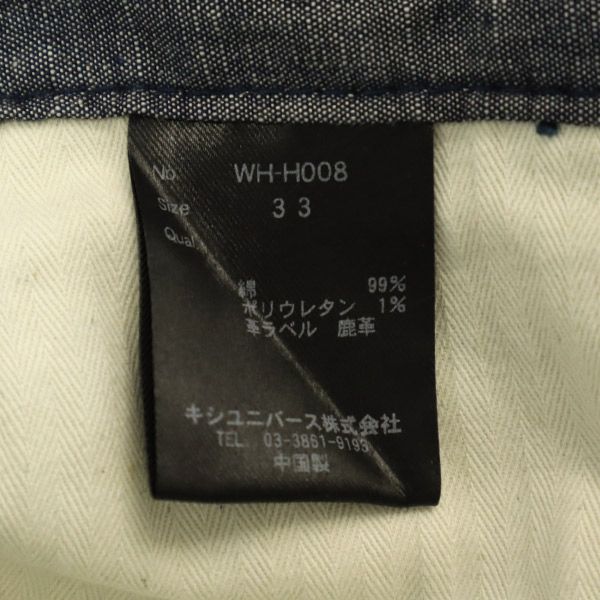 No. WH-H008
Size 33
Qual.
綿 99%
ポリウレタン 1%
革ラベル 鹿革
キシユニバース株式会社
TEL. 03-3861-9193
中国製